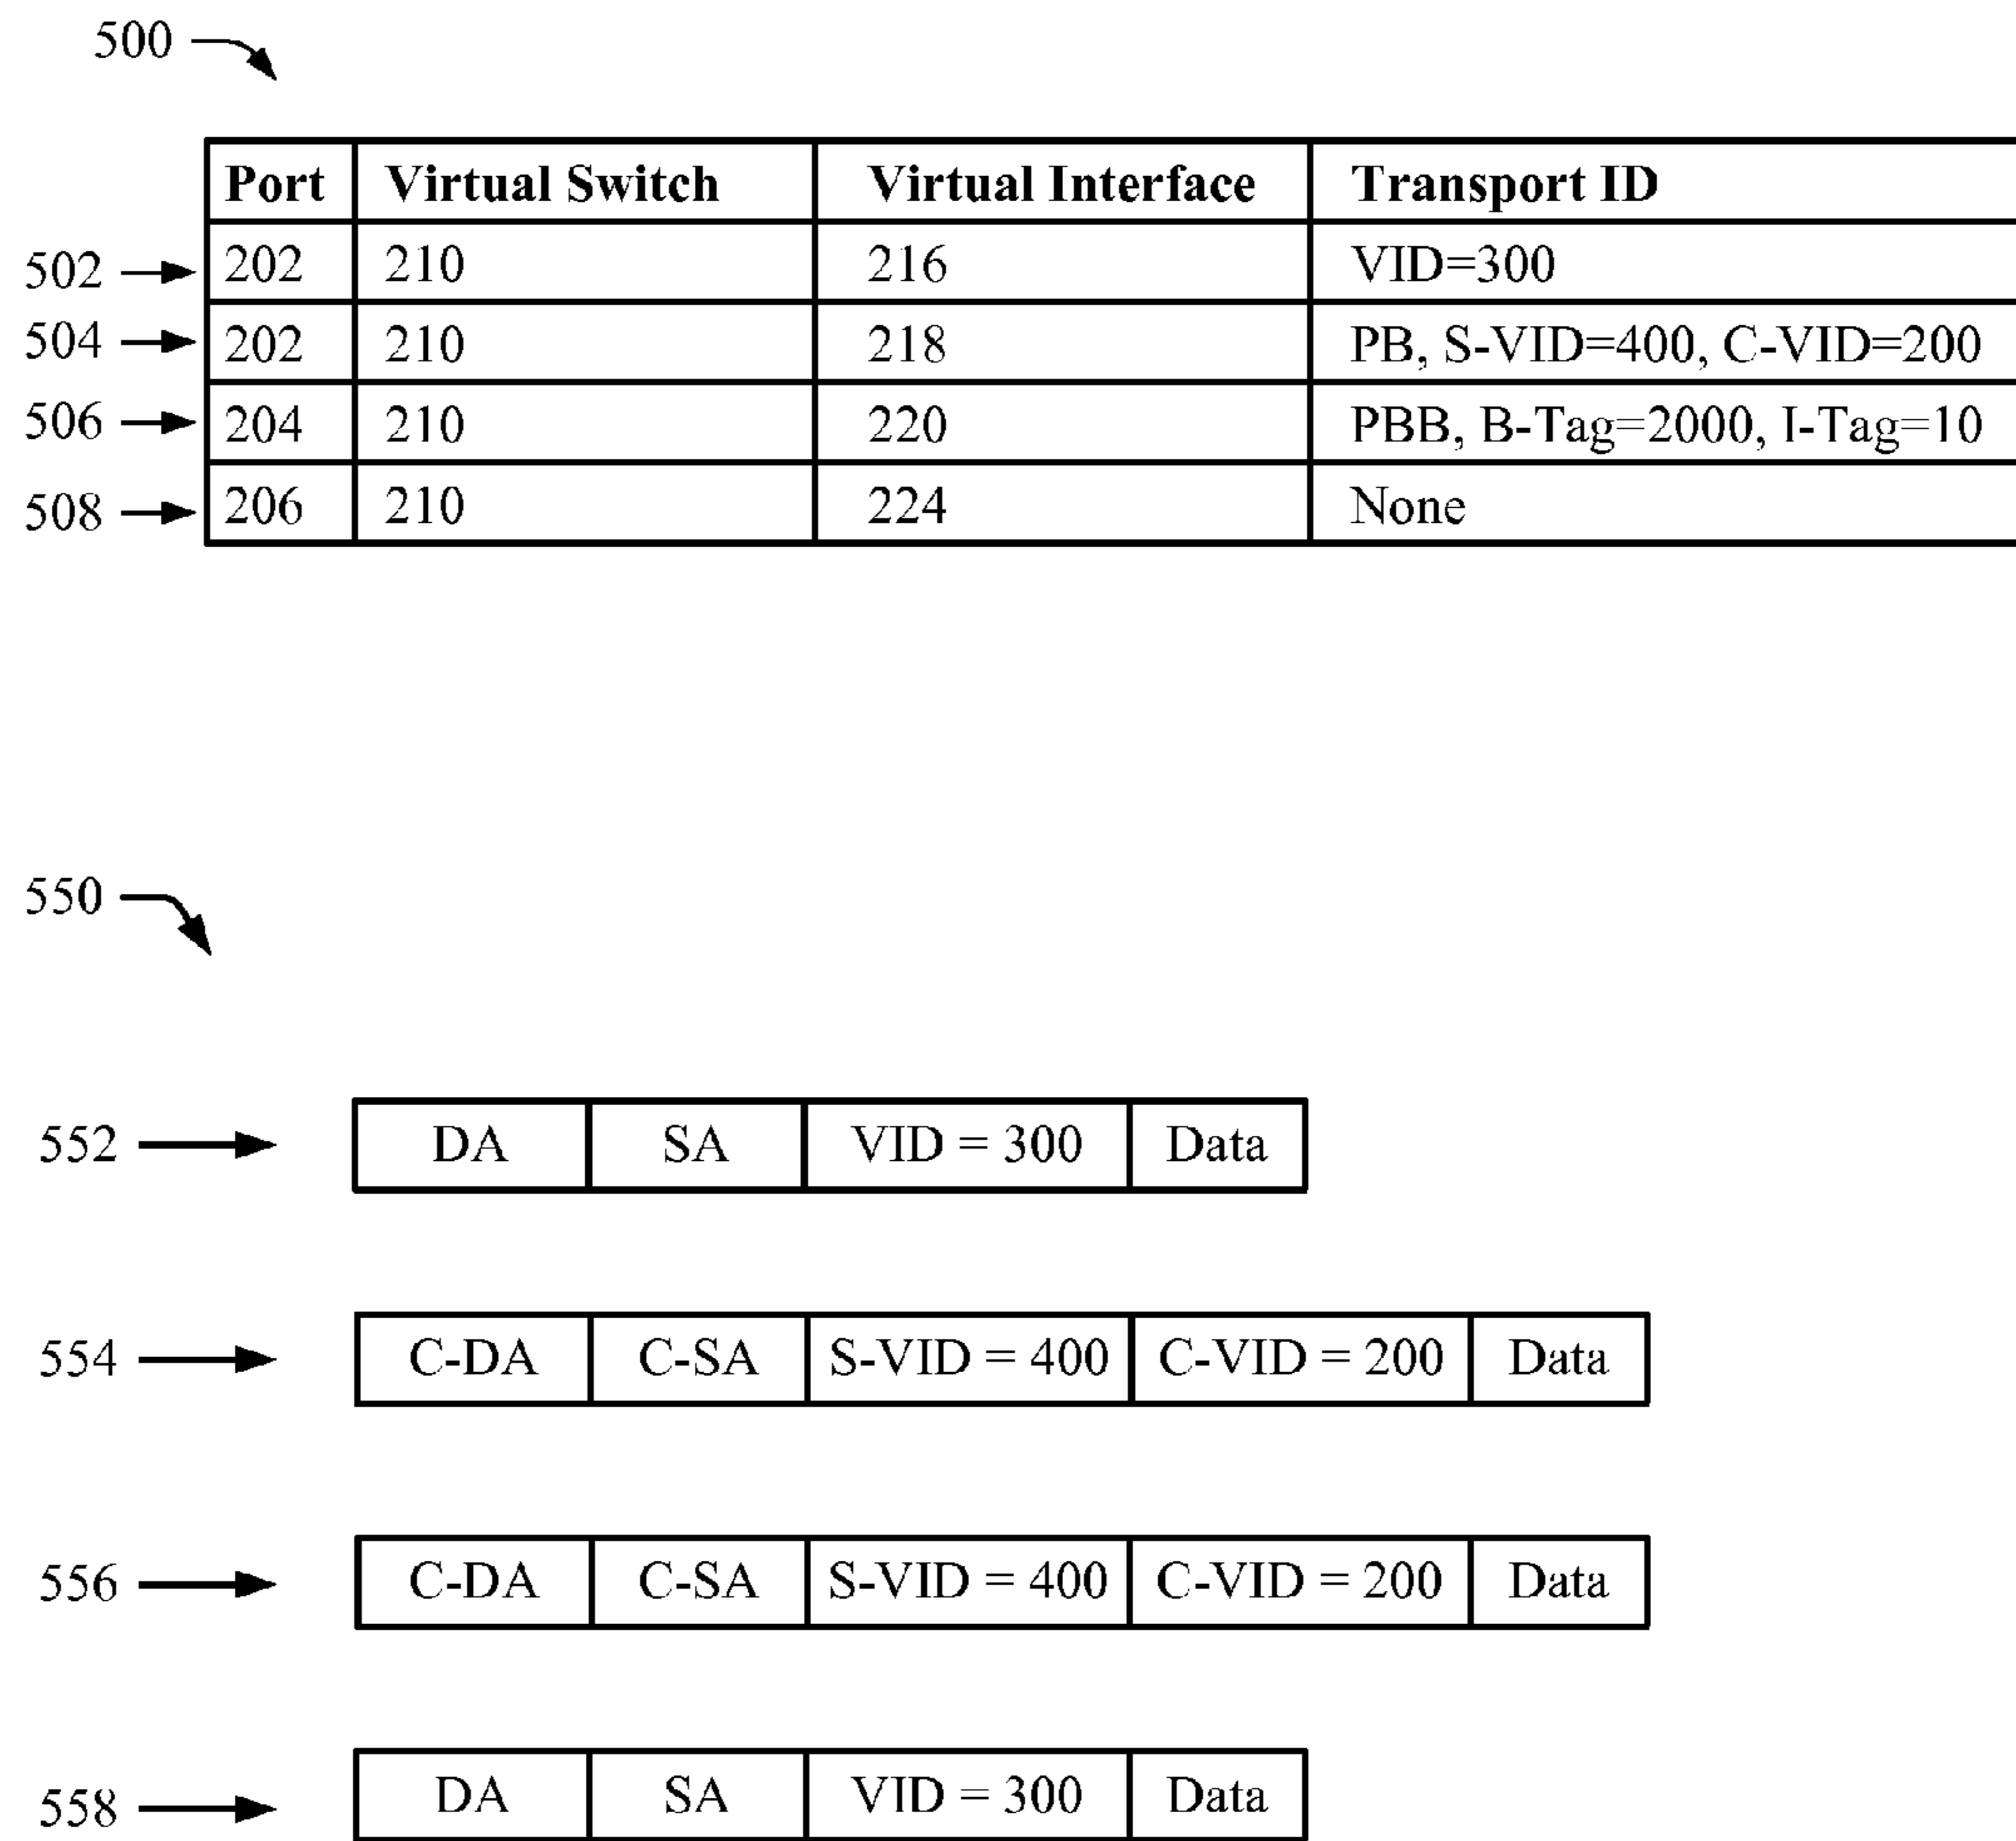 500
Port Virtual Switch Virtual Interface Transport ID
502 202 210 216 VID=300
504 202 210 218 PB, S-VID=400, C-VID=200
506 204 210 220 PBB, B-Tag=2000, I-Tag=10
508 206 210 224 None
550
552 DA SA VID = 300 Data
554 C-DA C-SA S-VID = 400 C-VID = 200 Data
556 C-DA C-SA S-VID = 400 C-VID = 200 Data
558 DA SA VID = 300 Data